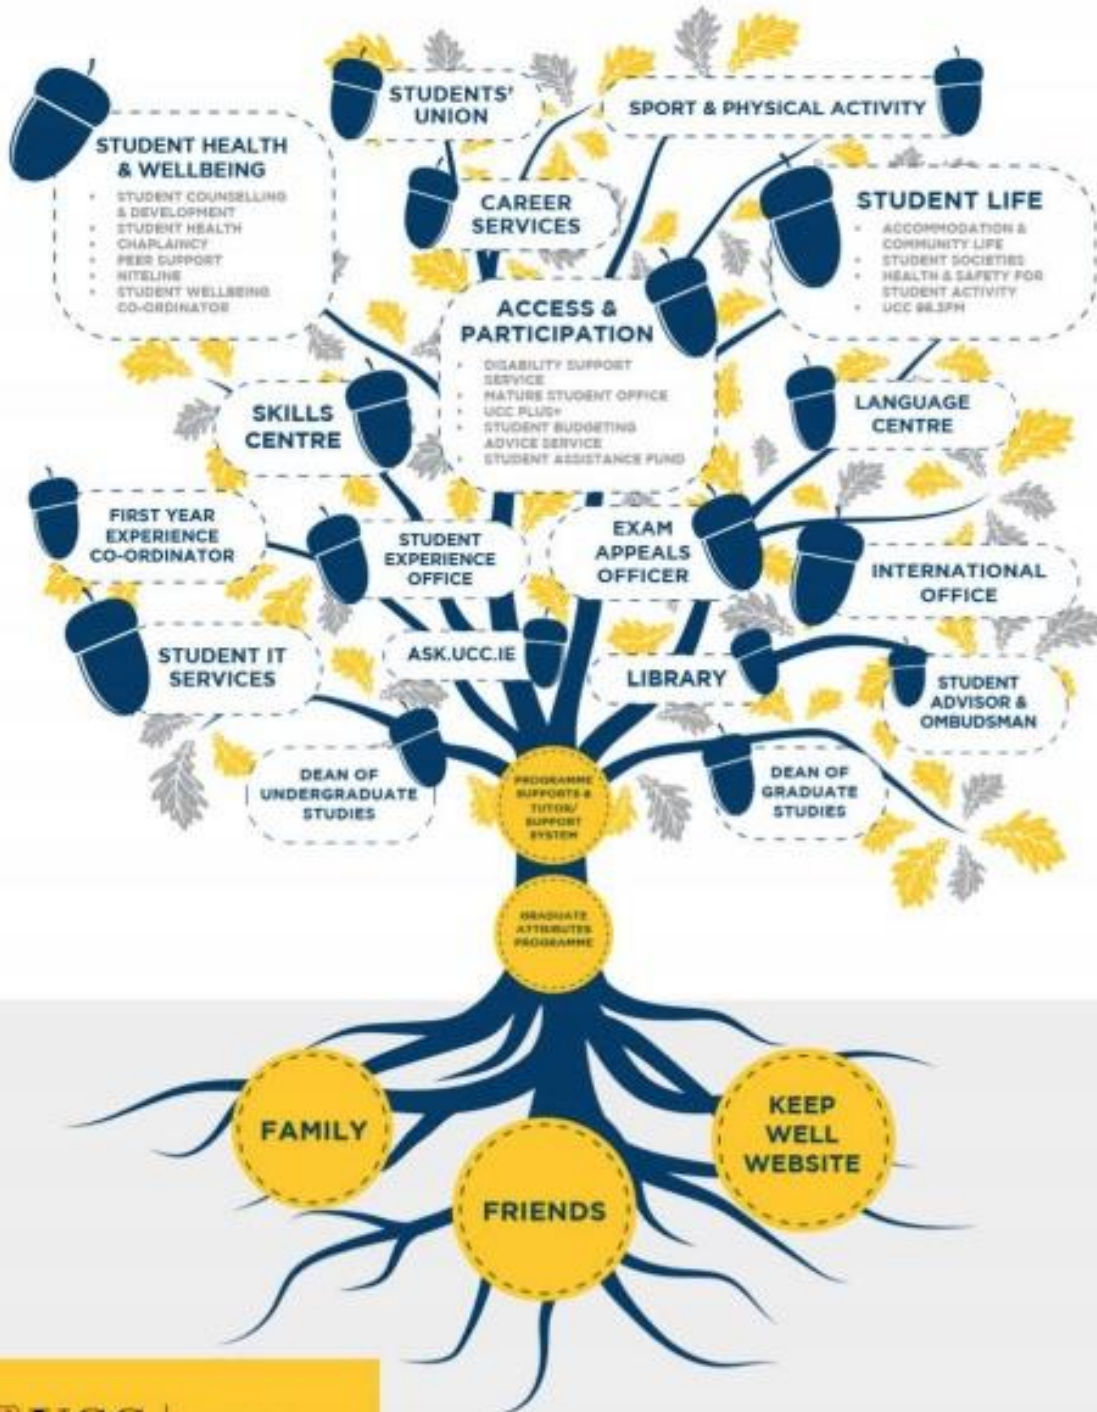 STUDENTS'
UNION
SPORT & PHYSICAL ACTIVITY
STUDENT HEALTH
& WELLBEING
• STUDENT COUNSELLING
& DEVELOPMENT
• STUDENT HEALTH
• CHAPLAINCY
• PEER SUPPORT
• NITELINE
• STUDENT WELLBEING
CO-ORDINATOR
CAREER
SERVICES
STUDENT LIFE
• ACCOMMODATION &
COMMUNITY LIFE
• STUDENT SOCIETIES
• HEALTH & SAFETY FOR
STUDENT ACTIVITY
• UCC 98.3FM
ACCESS &
PARTICIPATION
• DISABILITY SUPPORT
SERVICE
• MATURE STUDENT OFFICE
• UCC PLUS+
• STUDENT BUDGETING
ADVICE SERVICE
• STUDENT ASSISTANCE FUND
SKILLS
CENTRE
LANGUAGE
CENTRE
FIRST YEAR
EXPERIENCE
CO-ORDINATOR
STUDENT
EXPERIENCE
OFFICE
EXAM
APPEALS
OFFICER
INTERNATIONAL
OFFICE
STUDENT IT
SERVICES
ASK.UCC.IE
LIBRARY
STUDENT
ADVISOR &
OMBUDSMAN
DEAN OF
UNDERGRADUATE
STUDIES
PROGRAMME
SUPPORTS &
TUTOR/
SUPPORT
SYSTEM
DEAN OF
GRADUATE
STUDIES
GRADUATE
ATTRIBUTES
PROGRAMME
FAMILY
KEEP
WELL
WEBSITE
FRIENDS
UCC